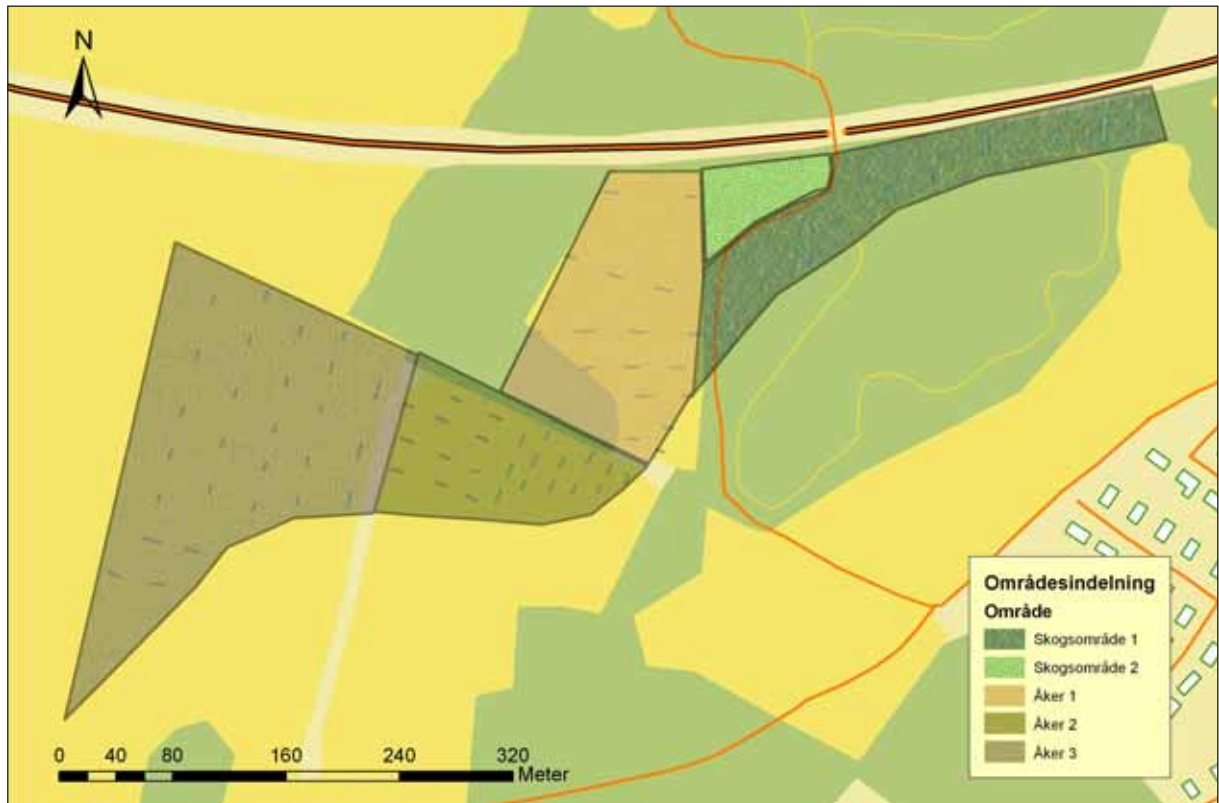 N
Områdesindelning
Område
Skogsområde 1
Skogsområde 2
Åker 1
Åker 2
Åker 3
0 40 80 160 240 320
Meter